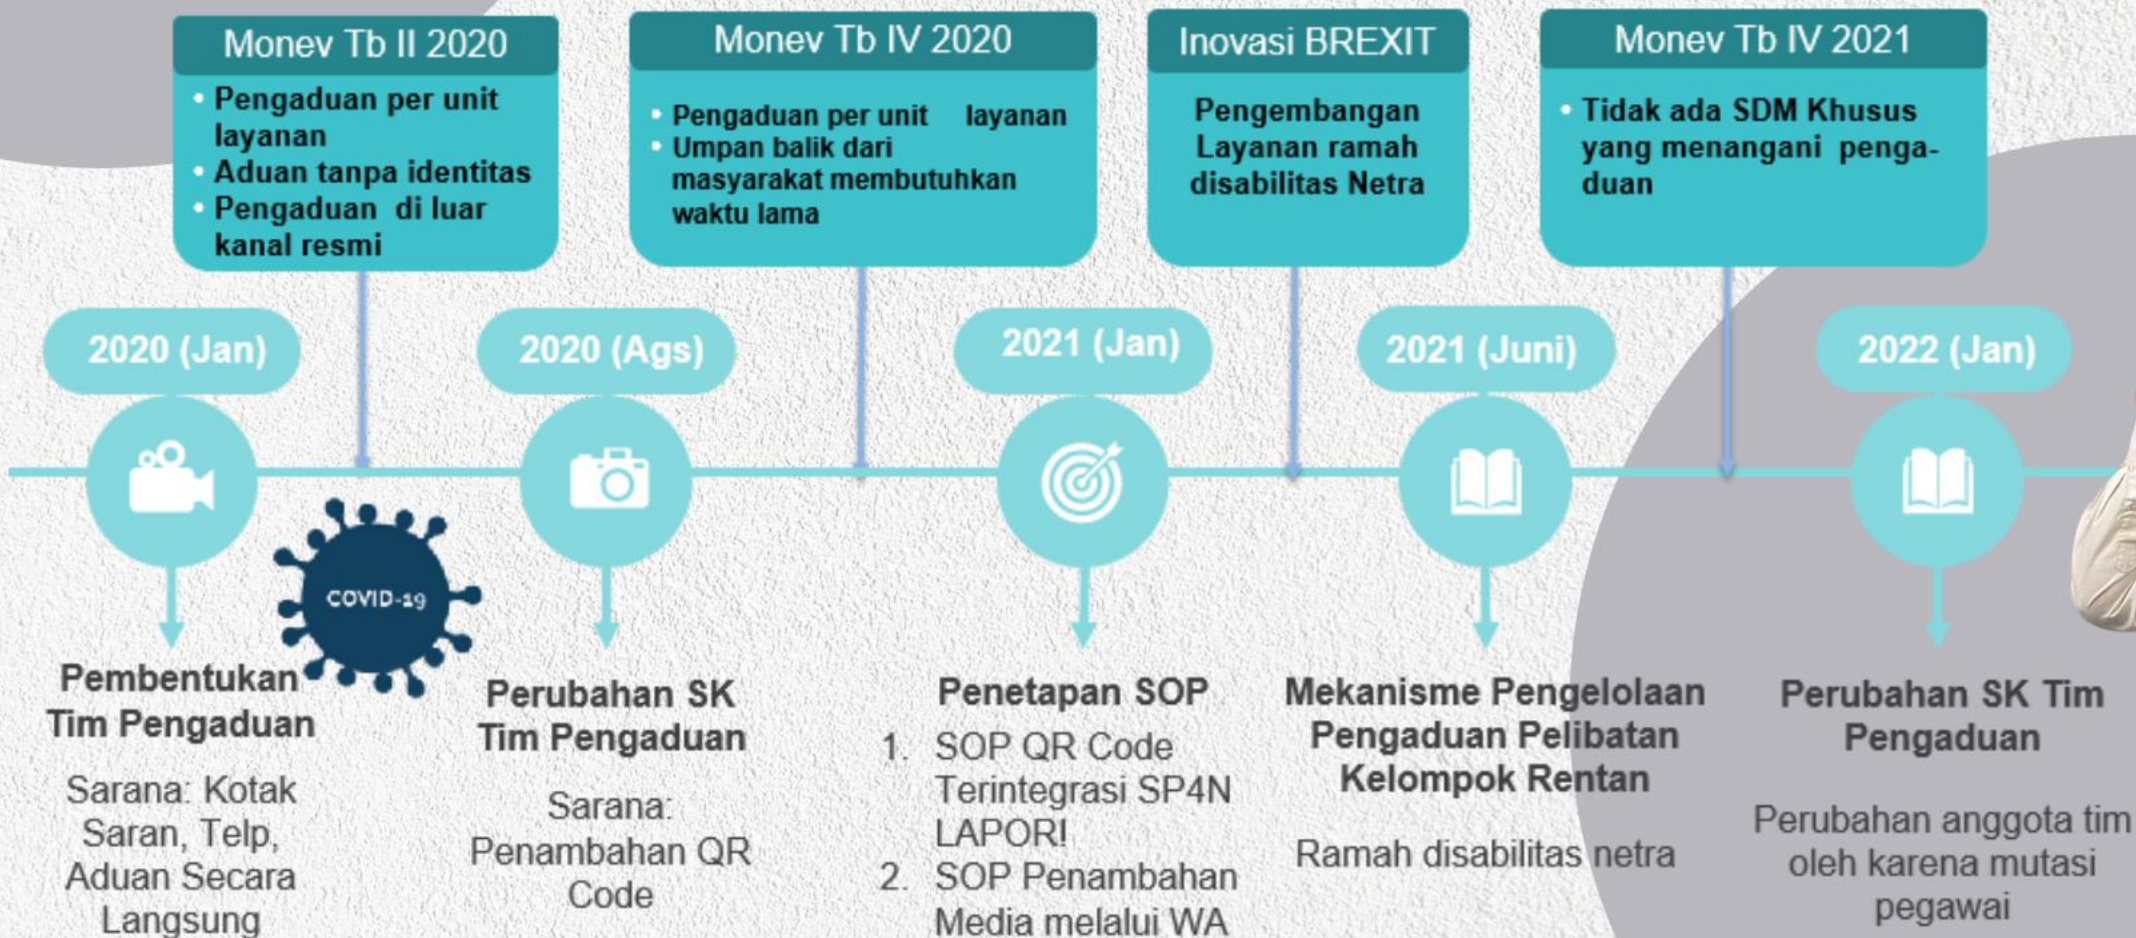 Monev Tb II 2020
• Pengaduan per unit
layanan
• Aduan tanpa identitas
• Pengaduan di luar
kanal resmi
Monev Tb IV 2020
• Pengaduan per unit layanan
• Umpan balik dari
masyarakat membutuhkan
waktu lama
Inovasi BREXIT
Pengembangan
Layanan ramah
disabilitas Netra
Monev Tb IV 2021
• Tidak ada SDM Khusus
yang menangani penga-
duan
2020 (Jan)
2020 (Ags)
2021 (Jan)
2021 (Juni)
2022 (Jan)
COVID-19
Pembentukan
Tim Pengaduan
Sarana: Kotak
Saran, Telp,
Aduan Secara
Langsung
Perubahan SK
Tim Pengaduan
Sarana:
Penambahan QR
Code
Penetapan SOP
1. SOP QR Code
Terintegrasi SP4N
LAPOR!
2. SOP Penambahan
Media melalui WA
Mekanisme Pengelolaan
Pengaduan Pelibatan
Kelompok Rentan
Ramah disabilitas netra
Perubahan SK Tim
Pengaduan
Perubahan anggota tim
oleh karena mutasi
pegawai